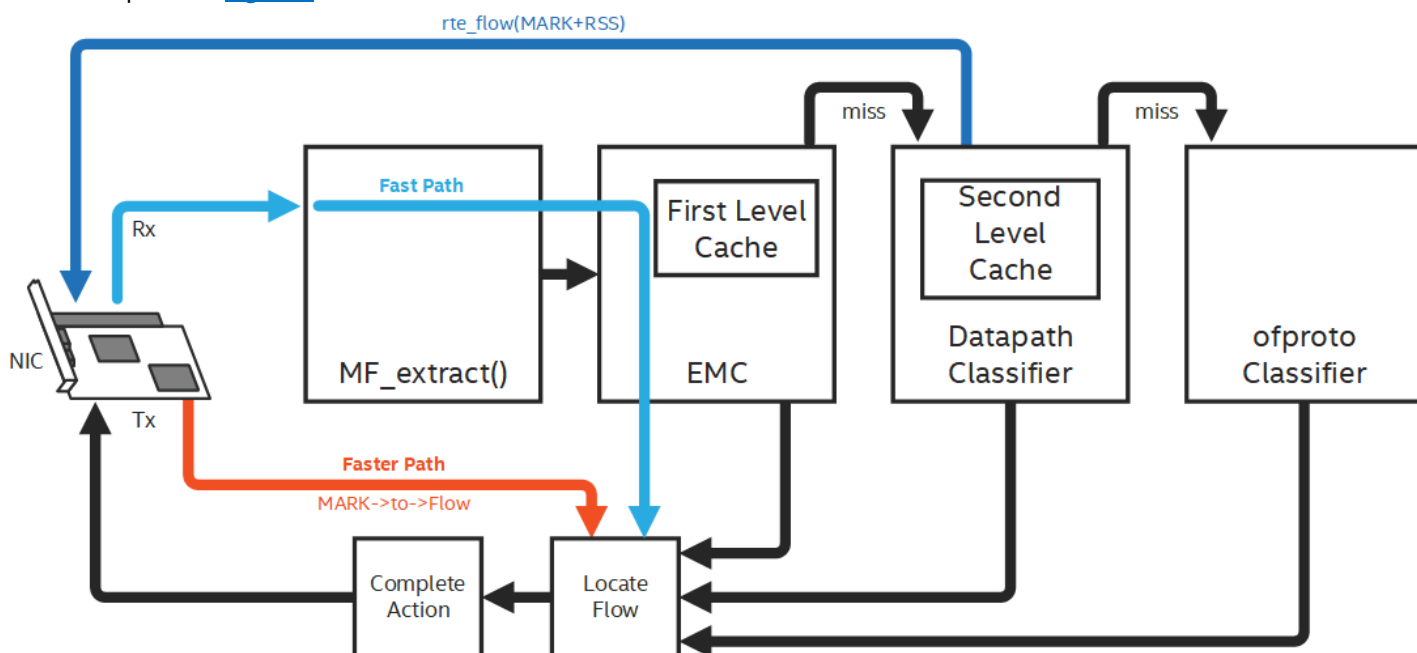 rte_flow(MARK+RSS)
miss
miss
Fast Path
First Level
Cache
Second
Level
Cache
Rx
NIC
MF_extract()
EMC
Datapath
Classifier
ofproto
Classifier
Tx
Faster Path
MARK->to->Flow
Complete
Action
Locate
Flow